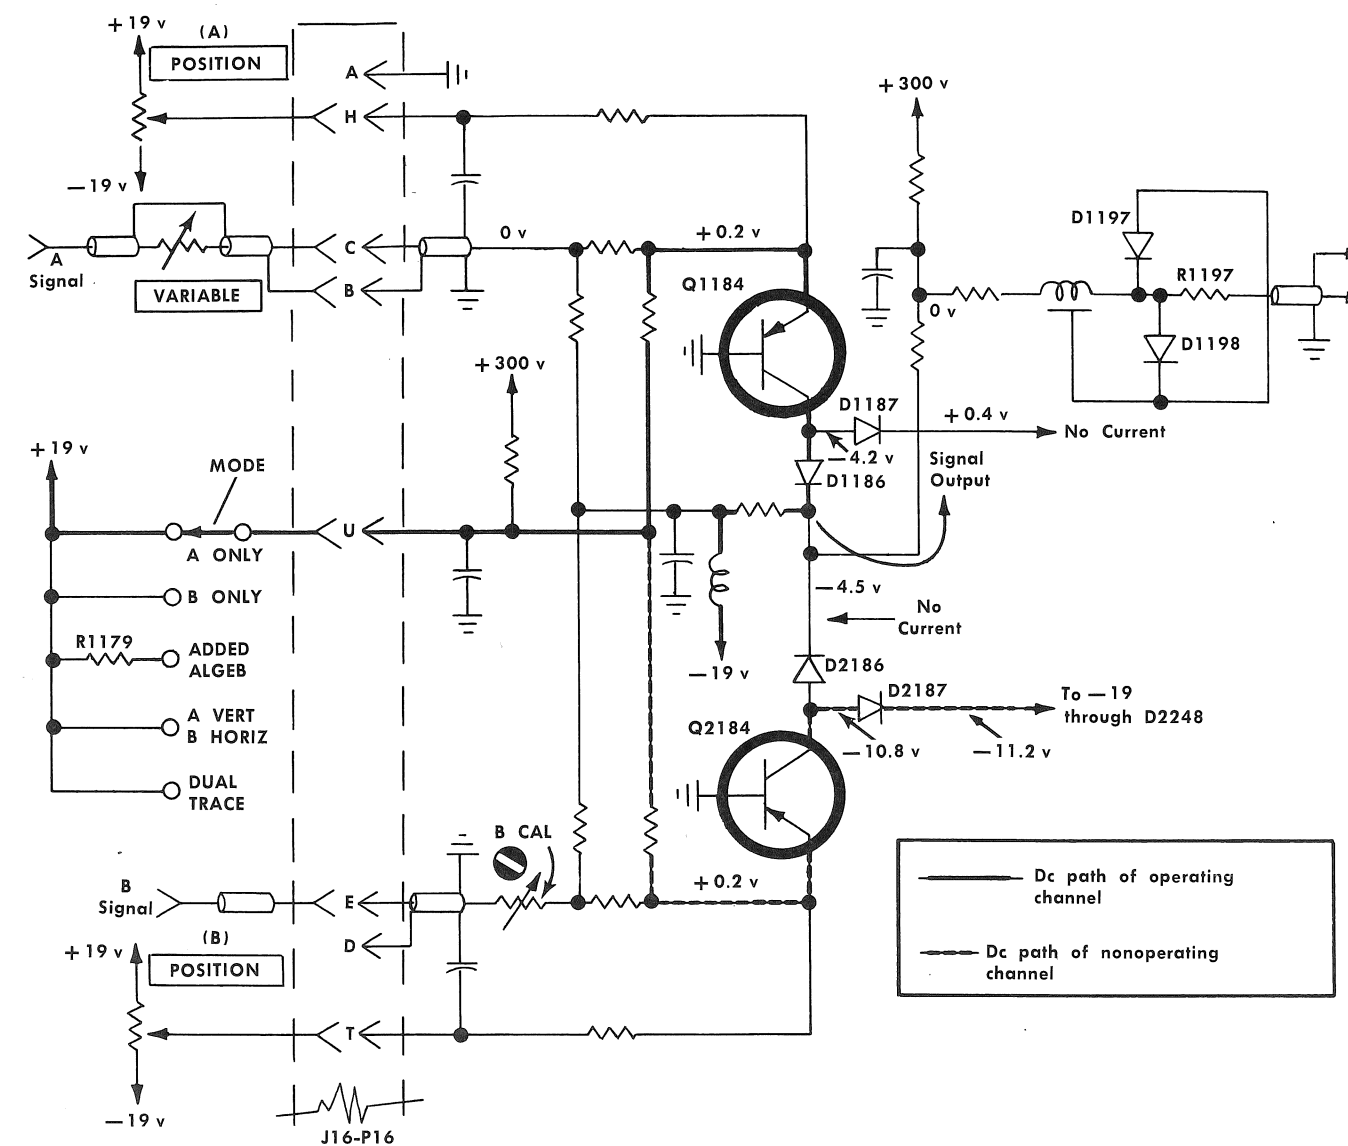 +19 v
(A)
POSITION
A
H
—19 v
A
Signal
VARIABLE
C
B
0 v
+0.2 v
Q1184
+300 v
D1197
R1197
0 v
D1198
+300 v
D1187
+0.4 v
No Current
—4.2 v
D1186
Signal
Output
+19 v
MODE
A ONLY
U
B ONLY
R1179
ADDED
ALGEB
A VERT
B HORIZ
DUAL
TRACE
—4.5 v
No
Current
—19 v
D2186
D2187
To —19
through D2248
Q2184
—10.8 v
—11.2 v
B CAL
+0.2 v
B
Signal
E
D
(B)
POSITION
+19 v
T
—19 v
J16-P16
Dc path of operating
channel
Dc path of nonoperating
channel